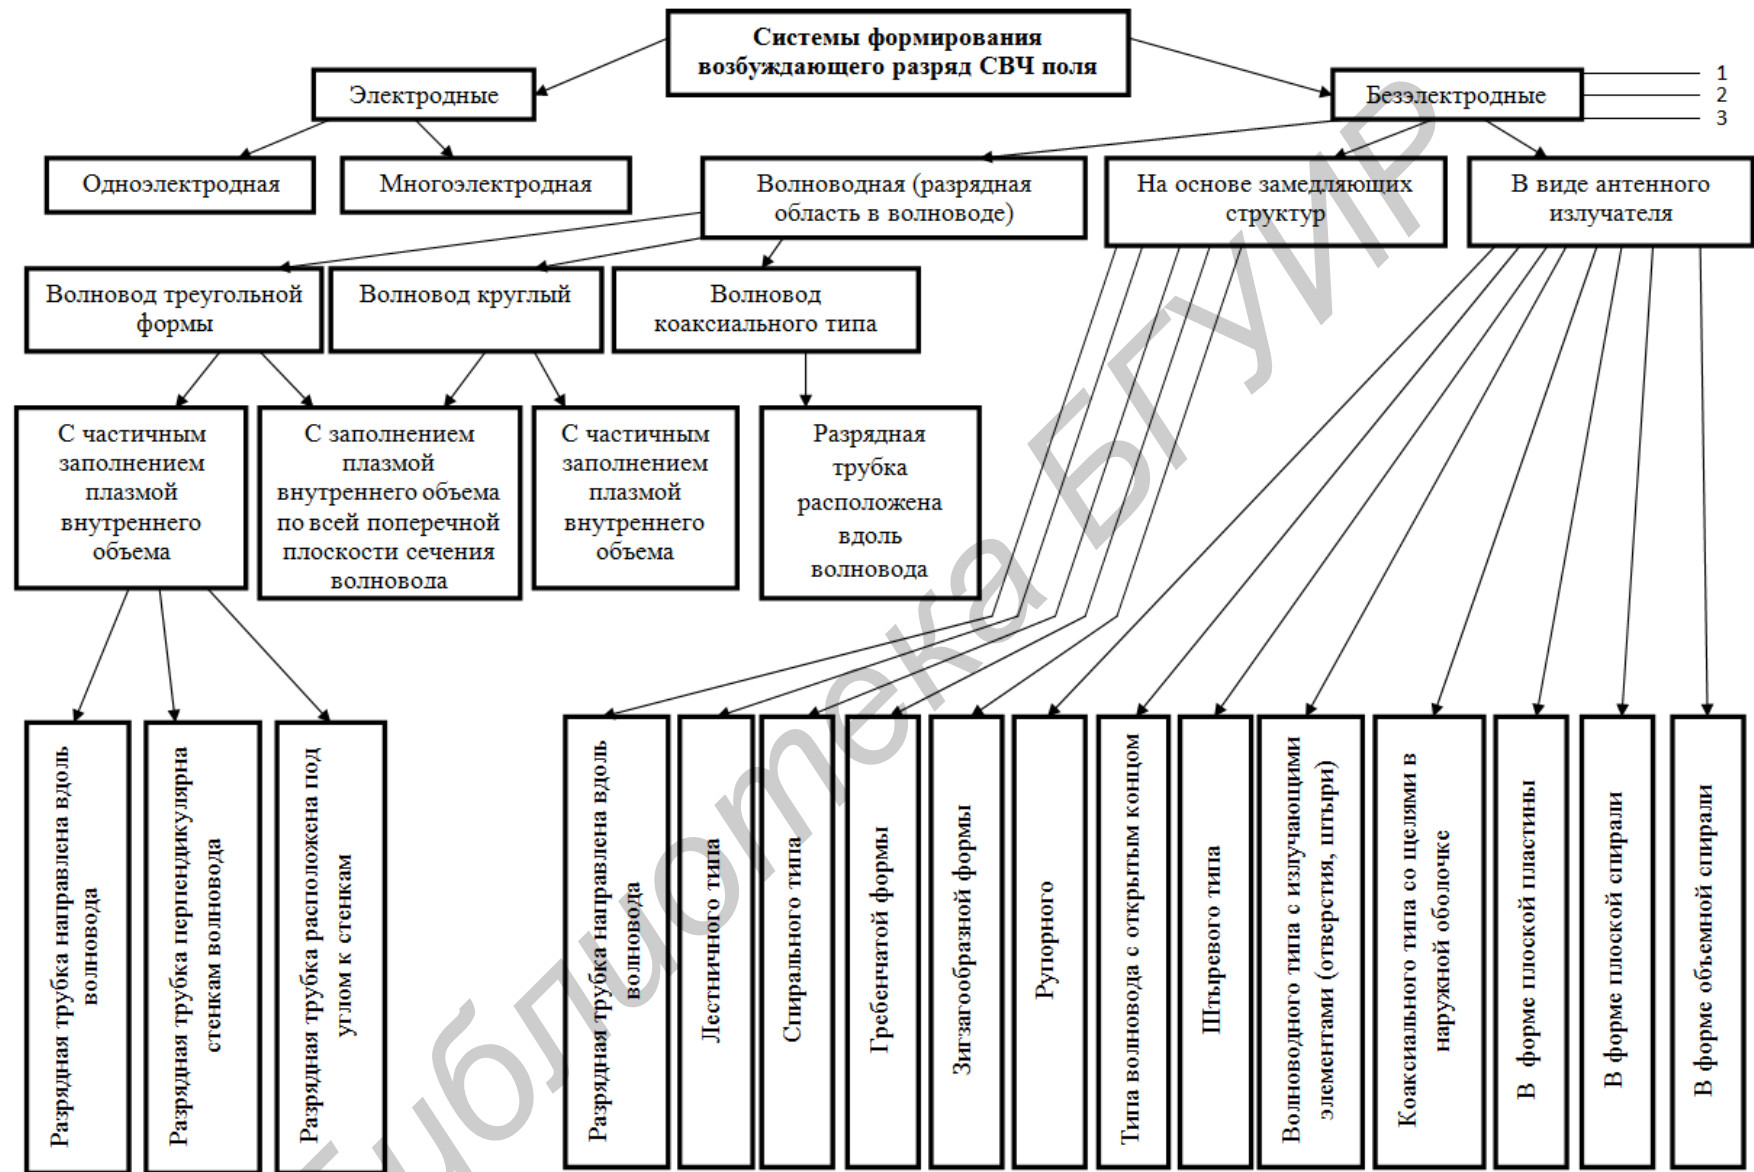 Системы формирования
возбуждающего разряд СВЧ поля
Электродные
Безэлектродные
1
2
3
Одноэлектродная
Многоэлектродная
Волноводная (разрядная
область в волноводе)
На основе замедляющих
структур
В виде антенного
излучателя
Волновод треугольной
формы
Волновод круглый
Волновод
коаксиального типа
С частичным
заполнением
плазмой
внутреннего
объема
С заполнением
плазмой
внутреннего объема
по всей поперечной
плоскости сечения
волновода
С частичным
заполнением
плазмой
внутреннего
объема
Разрядная
трубка
расположена
вдоль
волновода
Разрядная трубка направлена вдоль
волновода
Разрядная трубка перпендикулярна
стенкам волновода
Разрядная трубка расположена под
углом к стенкам
Разрядная трубка направлена вдоль
волновода
Лестничного типа
Спирального типа
Гребенчатой формы
Зигзагообразной формы
Рупорного
Типа волновода с открытым концом
Штыревого типа
Волноводного типа с излучающими
элементами (отверстия, штыри)
Коаксиального типа со щелями в
наружной оболочке
В форме плоской пластины
В форме плоской спирали
В форме объемной спирали
Библиотека БГУИР